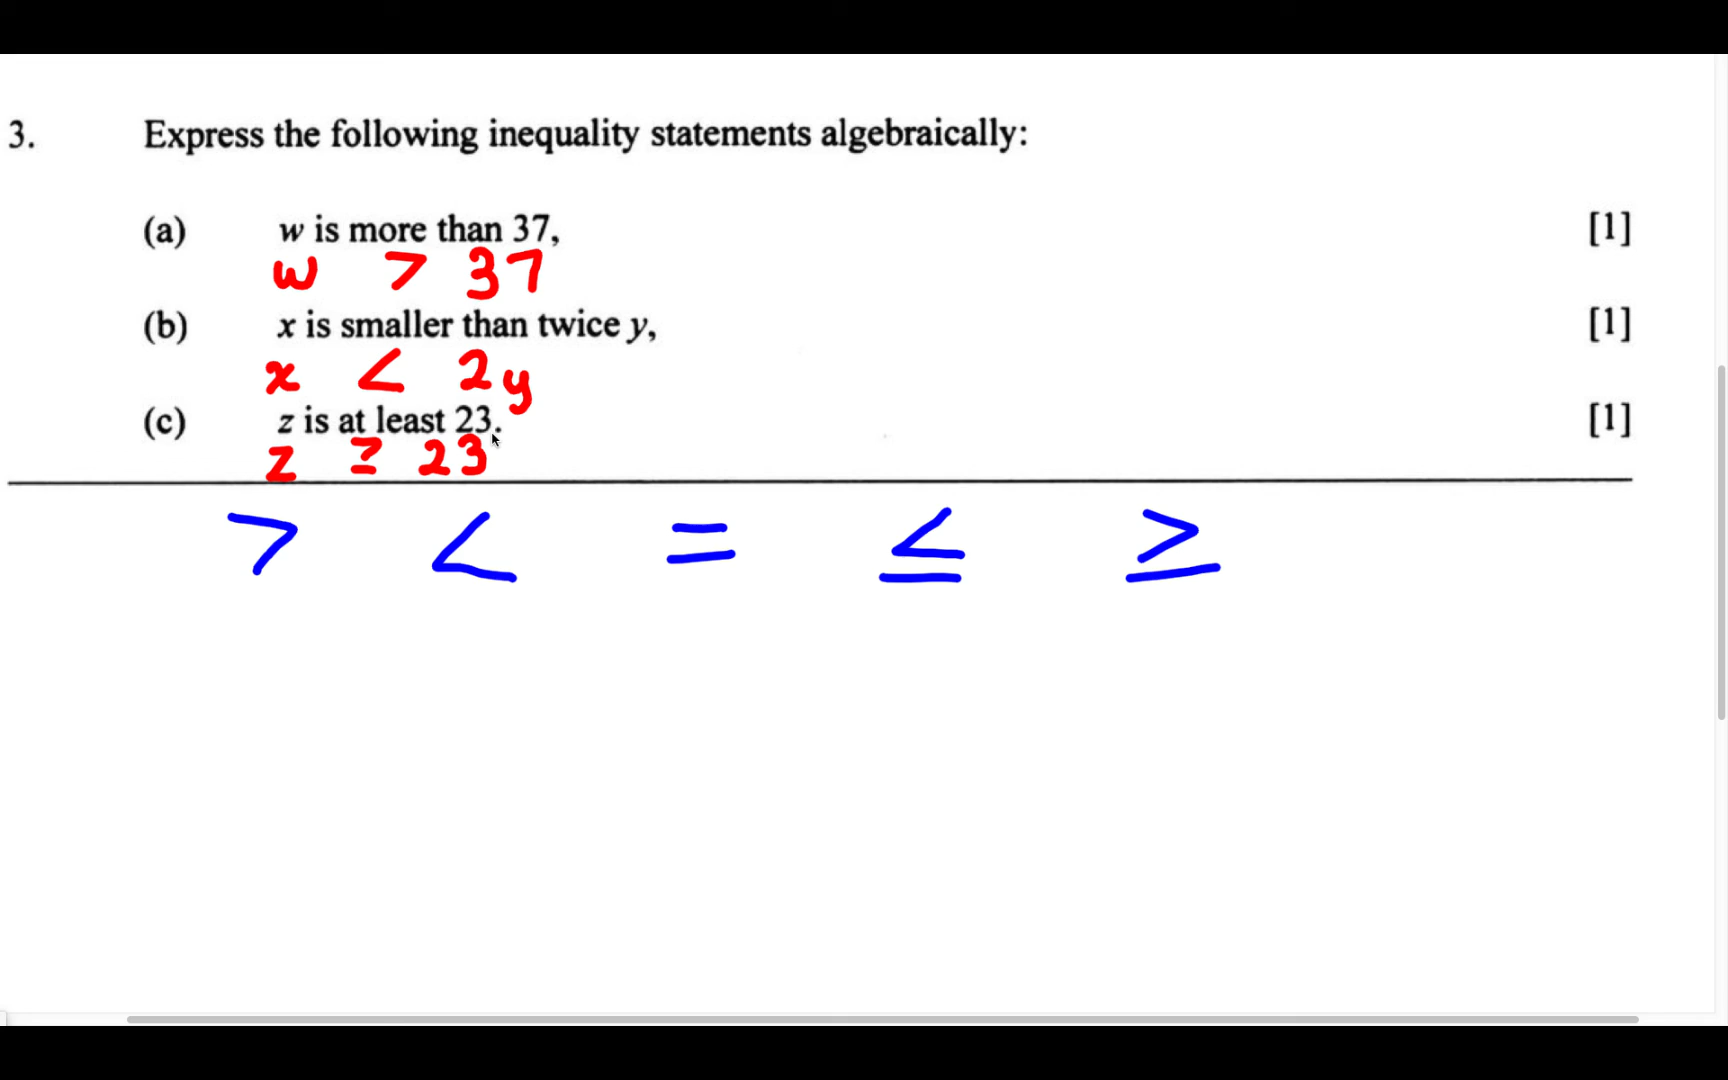 3. Express the following inequality statements algebraically:
(a) w is more than 37, [1]
w > 37
(b) x is smaller than twice y, [1]
x < 2y
(c) z is at least 23. [1]
z ≥ 23
> < = ≤ ≥